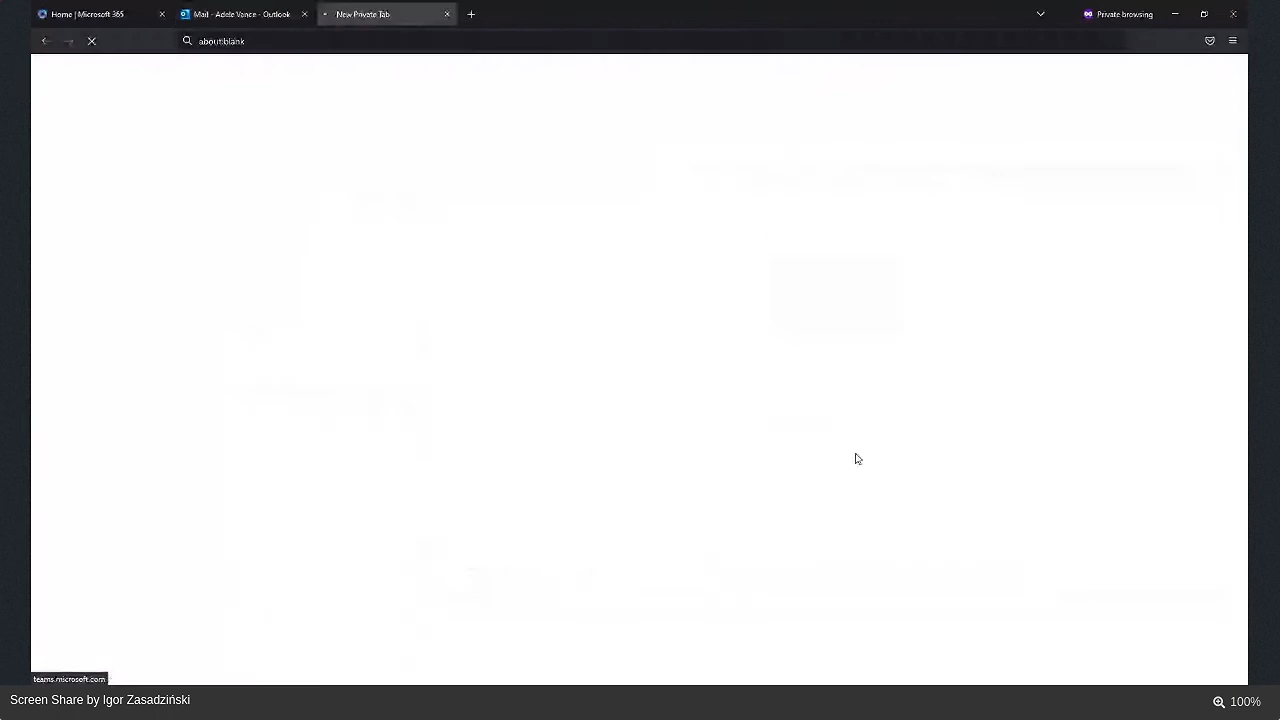 Home | Microsoft 365
Mail - Adele Vance - Outlook
New Private Tab
Private browsing
about:blank
teams.microsoft.com
Screen Share by Igor Zasadziński
100%